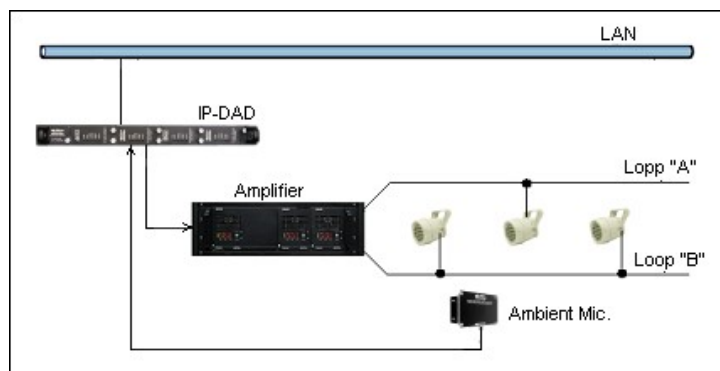 LAN
IP-DAD
Amplifier
Lopp "A"
Loop "B"
Ambient Mic.